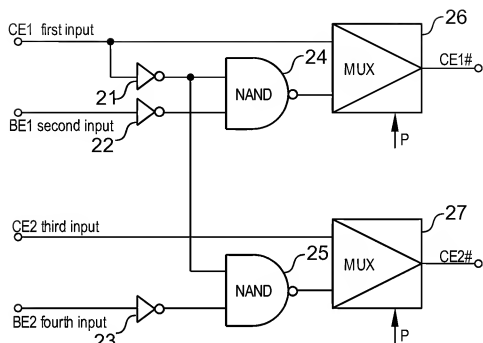 CE1 first input
26
24
MUX
CE1#
21
NAND
BE1 second input
22
P
CE2 third input
27
25
CE2#
MUX
NAND
BE2 fourth input
23
P